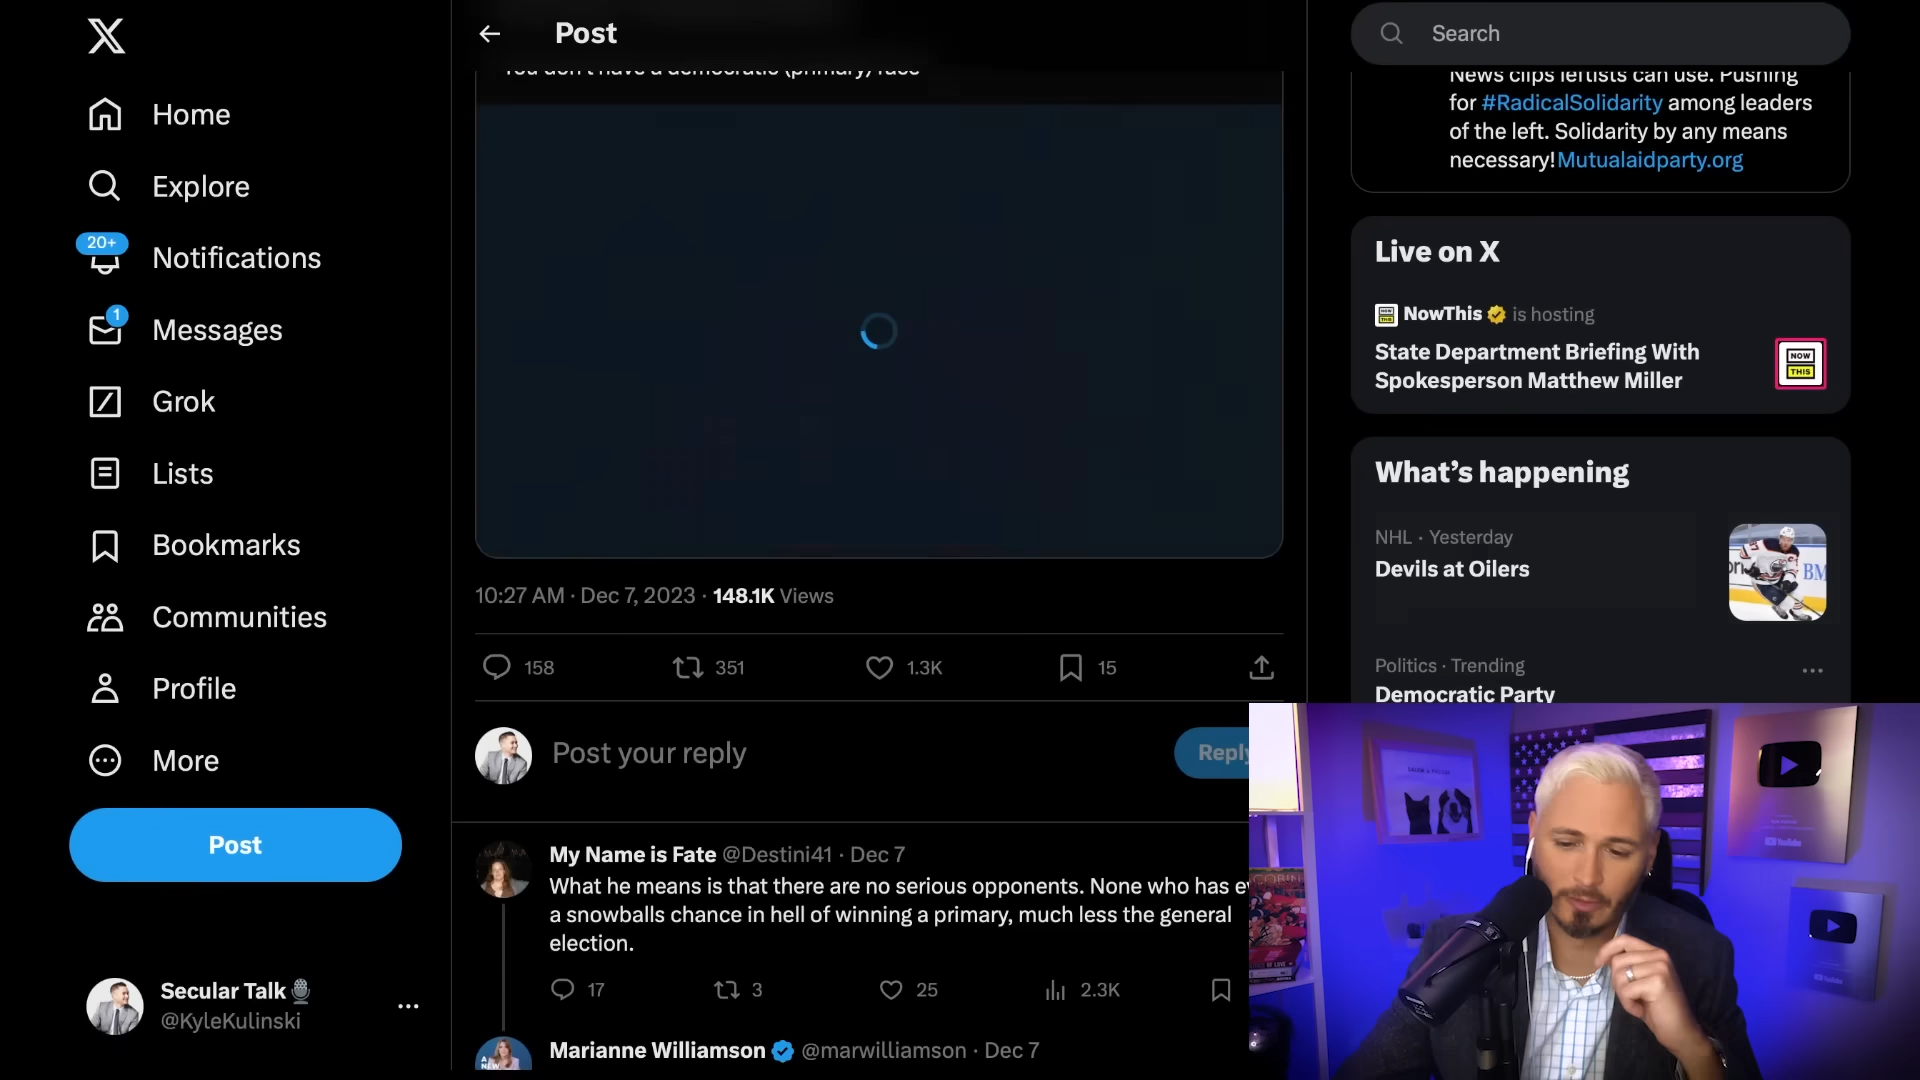 Home
Explore
20+
Notifications
1
Messages
Grok
Lists
Bookmarks
Communities
Profile
More
Post
Secular Talk
@KyleKulinski
Post
You don't have a democratic (primary) race
10:27 AM · Dec 7, 2023 · 148.1K Views
158
351
1.3K
15
Post your reply
Reply
My Name is Fate @Destini41 · Dec 7
What he means is that there are no serious opponents. None who has
a snowballs chance in hell of winning a primary, much less the general
election.
17
3
25
2.3K
Marianne Williamson @marwilliamson · Dec 7
A NEW
Search
News clips leftists can use. Pushing
for #RadicalSolidarity among leaders
of the left. Solidarity by any means
necessary!Mutualaidparty.org
Live on X
NowThis is hosting
State Department Briefing With
Spokesperson Matthew Miller
NOW
THIS
What's happening
NHL · Yesterday
Devils at Oilers
Politics · Trending
Democratic Party
YouTube